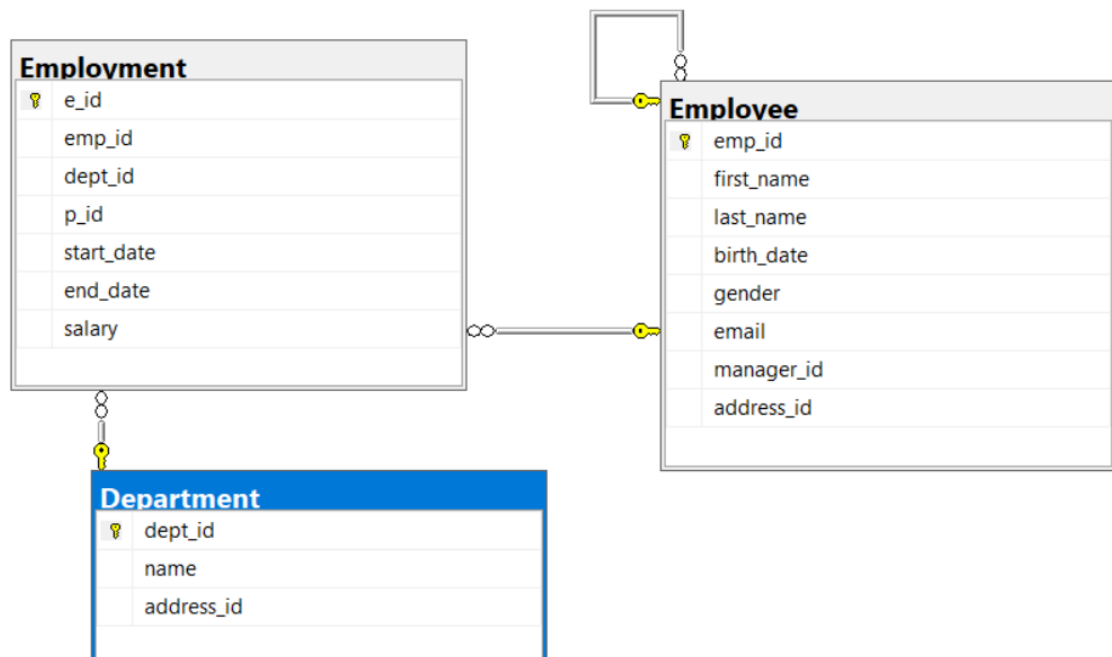 Employment
e_id
emp_id
dept_id
p_id
start_date
end_date
salary
Employee
emp_id
first_name
last_name
birth_date
gender
email
manager_id
address_id
Department
dept_id
name
address_id